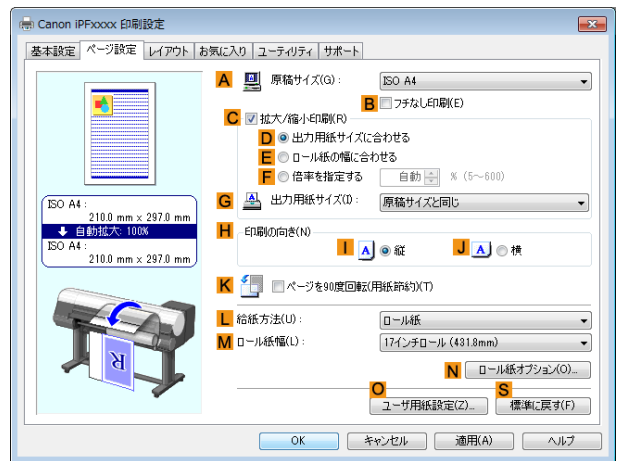 Canon iPFxxxx 印刷設定
基本設定 ページ設定 レイアウト お気に入り ユーティリティ サポート
A 原稿サイズ(G): ISO A4
B フチなし印刷(E)
C 拡大/縮小印刷(R)
D 出力用紙サイズに合わせる
E ロール紙の幅に合わせる
F 倍率を指定する 自動 % (5～600)
G 出力用紙サイズ(I): 原稿サイズと同じ
ISO A4 :
210.0 mm × 297.0 mm
自動拡大: 100%
ISO A4 :
210.0 mm × 297.0 mm
H 印刷の向き(N)
I A 縦 J A 横
K ページを90度回転(用紙節約)(T)
L 給紙方法(U): ロール紙
M ロール紙幅(L): 17インチロール (431.8mm)
R
N ロール紙オプション(O)...
O S
ユーザ用紙設定(Z)... 標準に戻す(F)
OK キャンセル 適用(A) ヘルプ